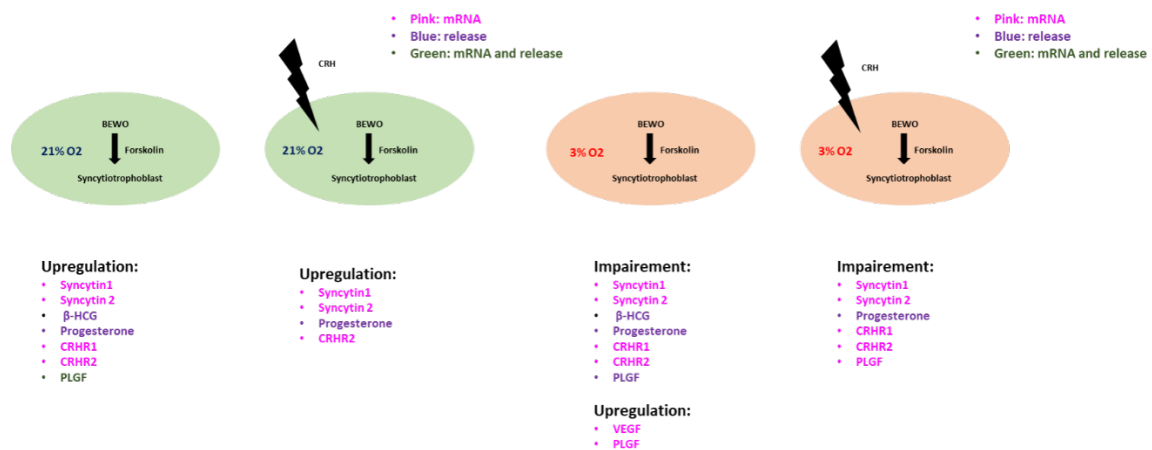 • Pink: mRNA
• Blue: release
• Green: mRNA and release
CRH
BEWO
21% O2
Forskolin
Syncytiotrophoblast
BEWO
21% O2
Forskolin
Syncytiotrophoblast
• Pink: mRNA
• Blue: release
• Green: mRNA and release
CRH
BEWO
3% O2
Forskolin
Syncytiotrophoblast
BEWO
3% O2
Forskolin
Syncytiotrophoblast
Upregulation:
• Syncytin1
• Syncytin 2
• β-HCG
• Progesterone
• CRHR1
• CRHR2
• PLGF
Upregulation:
• Syncytin1
• Syncytin 2
• Progesterone
• CRHR2
Impairement:
• Syncytin1
• Syncytin 2
• β-HCG
• Progesterone
• CRHR1
• CRHR2
• PLGF
Upregulation:
• VEGF
• PLGF
Impairement:
• Syncytin1
• Syncytin 2
• Progesterone
• CRHR1
• CRHR2
• PLGF